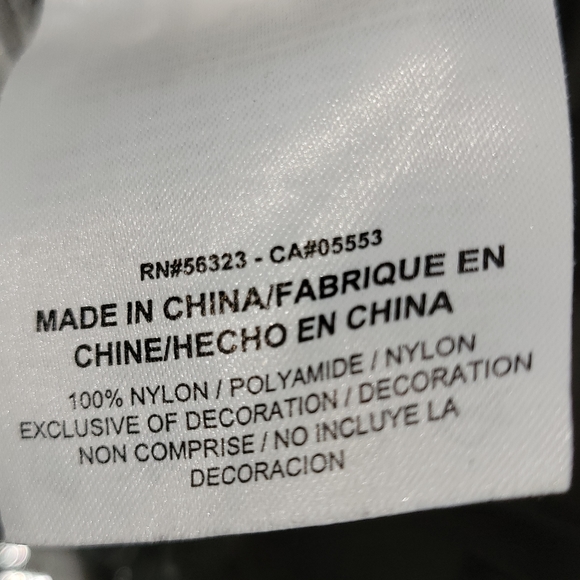 RN#56323 - CA#05553
MADE IN CHINA/FABRIQUE EN
CHINE/HECHO EN CHINA
100% NYLON / POLYAMIDE / NYLON
EXCLUSIVE OF DECORATION / DECORATION
NON COMPRISE / NO INCLUYE LA
DECORACION